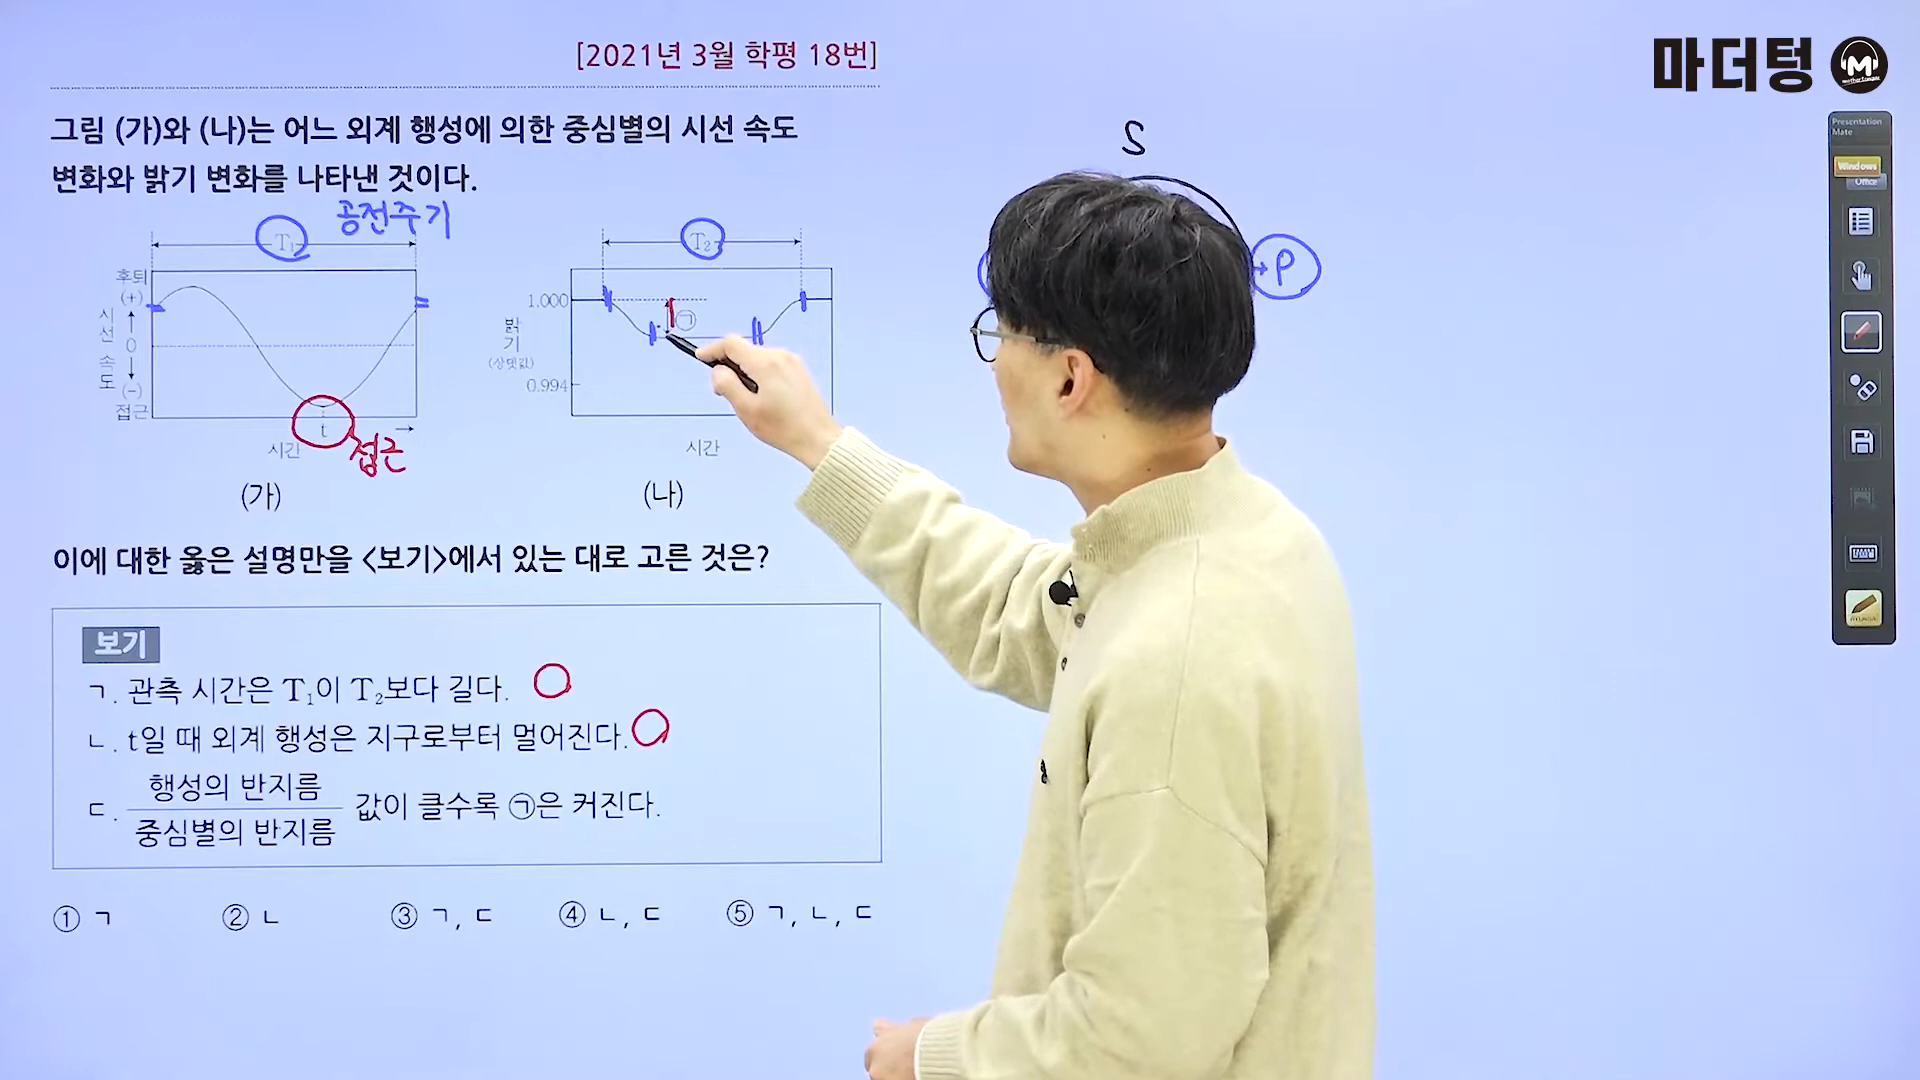 [2021년 3월 학평 18번]
마더텅
M
Presentation Mate
Windows
Office
그림 (가)와 (나)는 어느 외계 행성에 의한 중심별의 시선 속도
변화와 밝기 변화를 나타낸 것이다.
공전주기
T₁
후퇴
(+)
시선 속도
0
(-)
접근
t
시간
접근
(가)
T₂
1.000
㉠
밝기
(상댓값)
0.994
시간
(나)
S
P
이에 대한 옳은 설명만을 <보기>에서 있는 대로 고른 것은?
보기
ㄱ. 관측 시간은 T₁이 T₂보다 길다.
ㄴ. t일 때 외계 행성은 지구로부터 멀어진다.
ㄷ. 행성의 반지름
중심별의 반지름 값이 클수록 ㉠은 커진다.
① ㄱ ② ㄴ ③ ㄱ, ㄷ ④ ㄴ, ㄷ ⑤ ㄱ, ㄴ, ㄷ